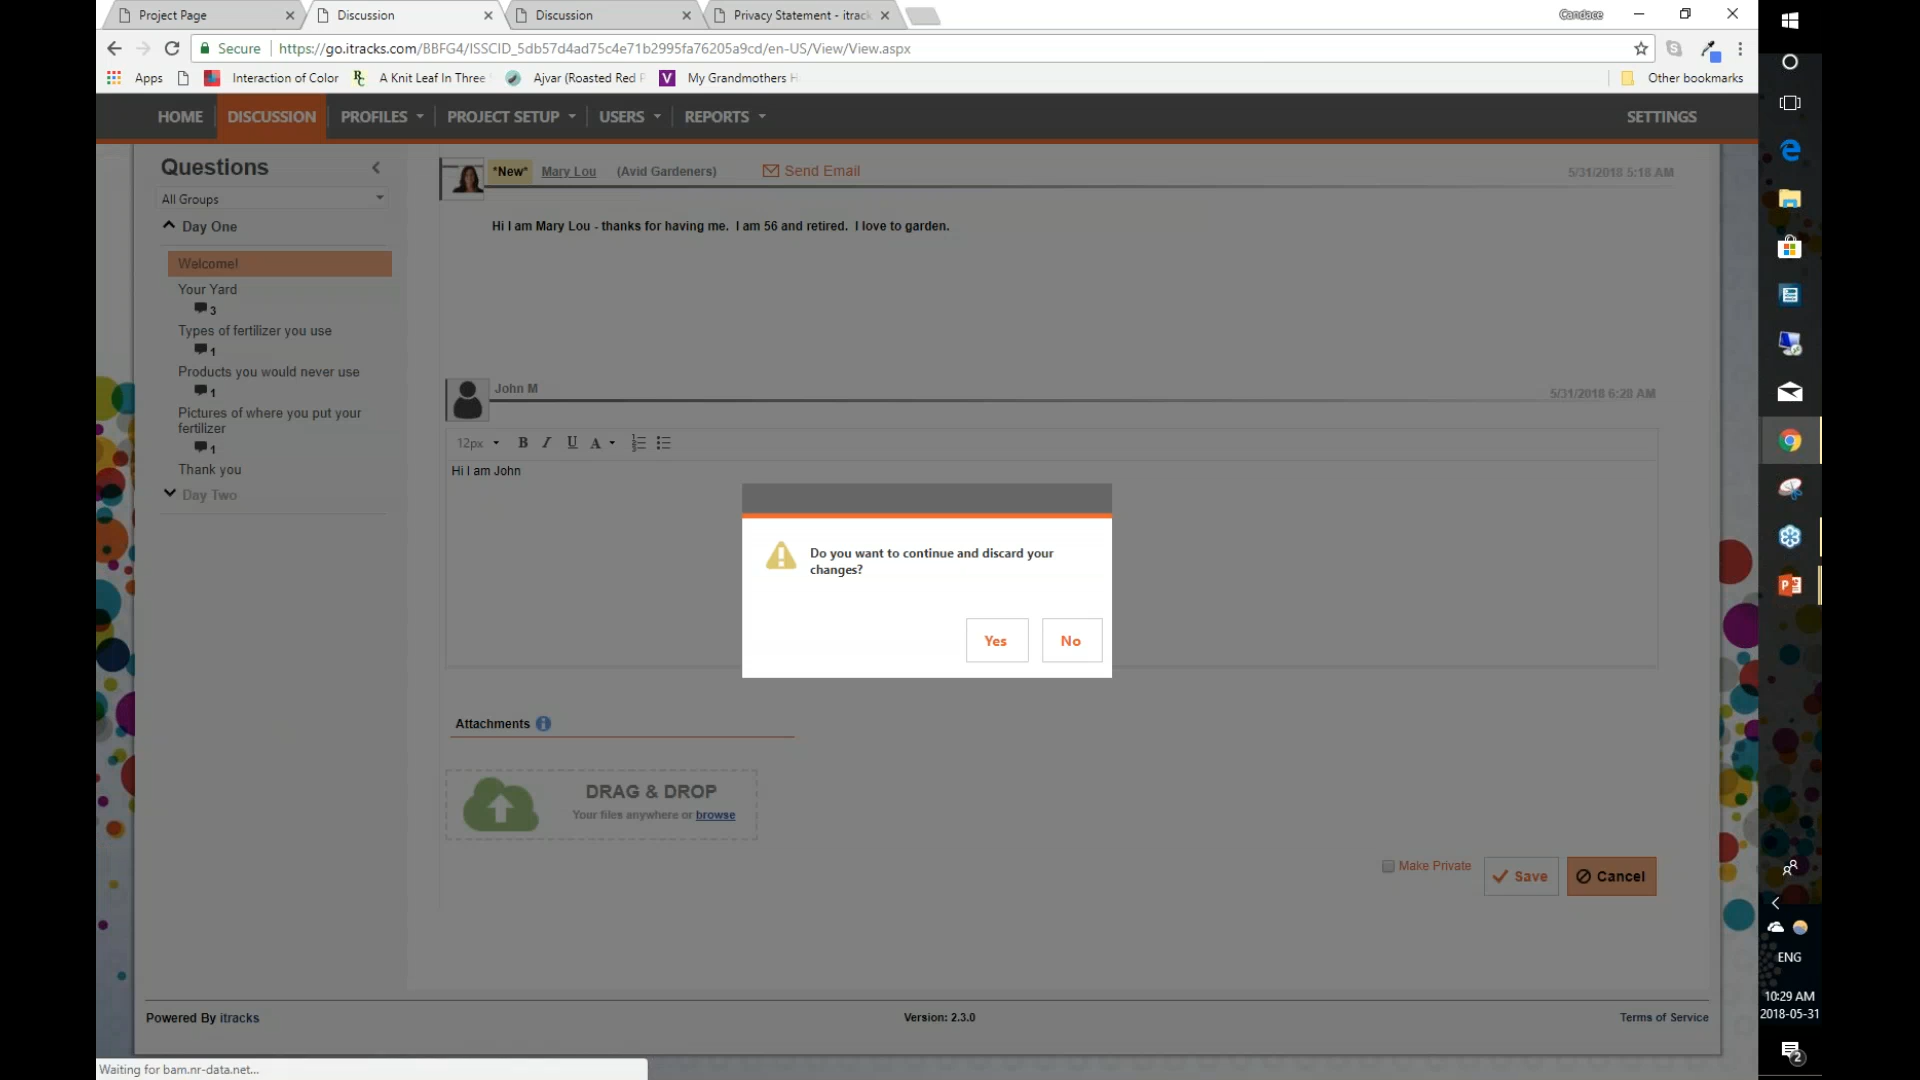 Project Page
Discussion
Discussion
Privacy Statement - itrack
Candace
Secure
https://go.itracks.com/BBFG4/ISSCID_5db57d4ad75c4e71b2995fa76205a9cd/en-US/View/View.aspx
Apps
Interaction of Color
A Knit Leaf In Three
Ajvar (Roasted Red P
My Grandmothers H
Other bookmarks
HOME
DISCUSSION
PROFILES
PROJECT SETUP
USERS
REPORTS
SETTINGS
Questions
All Groups
Day One
Welcome!
Your Yard
3
Types of fertilizer you use
1
Products you would never use
1
Pictures of where you put your
fertilizer
1
Thank you
Day Two
*New* Mary Lou (Avid Gardeners) Send Email
5/31/2018 5:18 AM
Hi I am Mary Lou - thanks for having me. I am 56 and retired. I love to garden.
John M
5/31/2018 6:28 AM
12px B I U A
Hi I am John
Do you want to continue and discard your
changes?
Yes No
Attachments
DRAG & DROP
Your files anywhere or browse
Make Private
Save
Cancel
Powered By itracks
Version: 2.3.0
Terms of Service
Waiting for bam.nr-data.net...
ENG
10:29 AM
2018-05-31
2